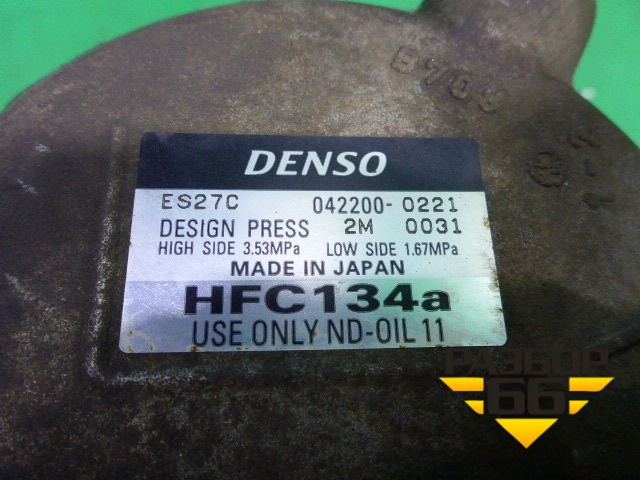 DENSO
ES27C 042200-0221
DESIGN PRESS 2M 0031
HIGH SIDE 3.53MPa LOW SIDE 1.67MPa
MADE IN JAPAN
HFC134a
USE ONLY ND-OIL 11
РАЗБОР
66